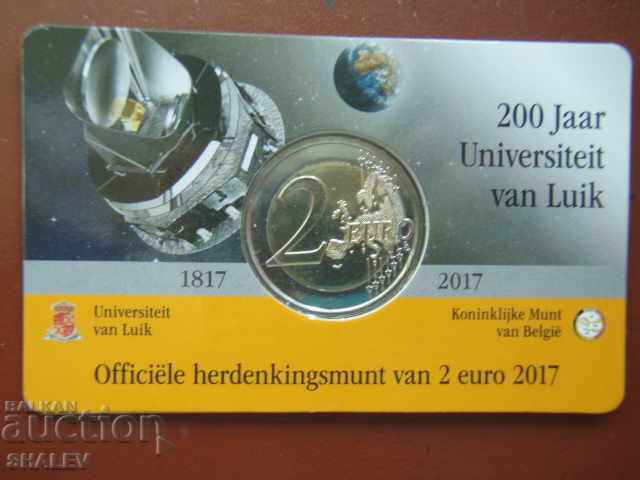 200 Jaar
Universiteit
van Luik
2 EURO
1817
2017
Universiteit
van Luik
Koninklijke Munt
van België
Officiële herdenkingsmunt van 2 euro 2017
BALKAN
auction
SHALEV